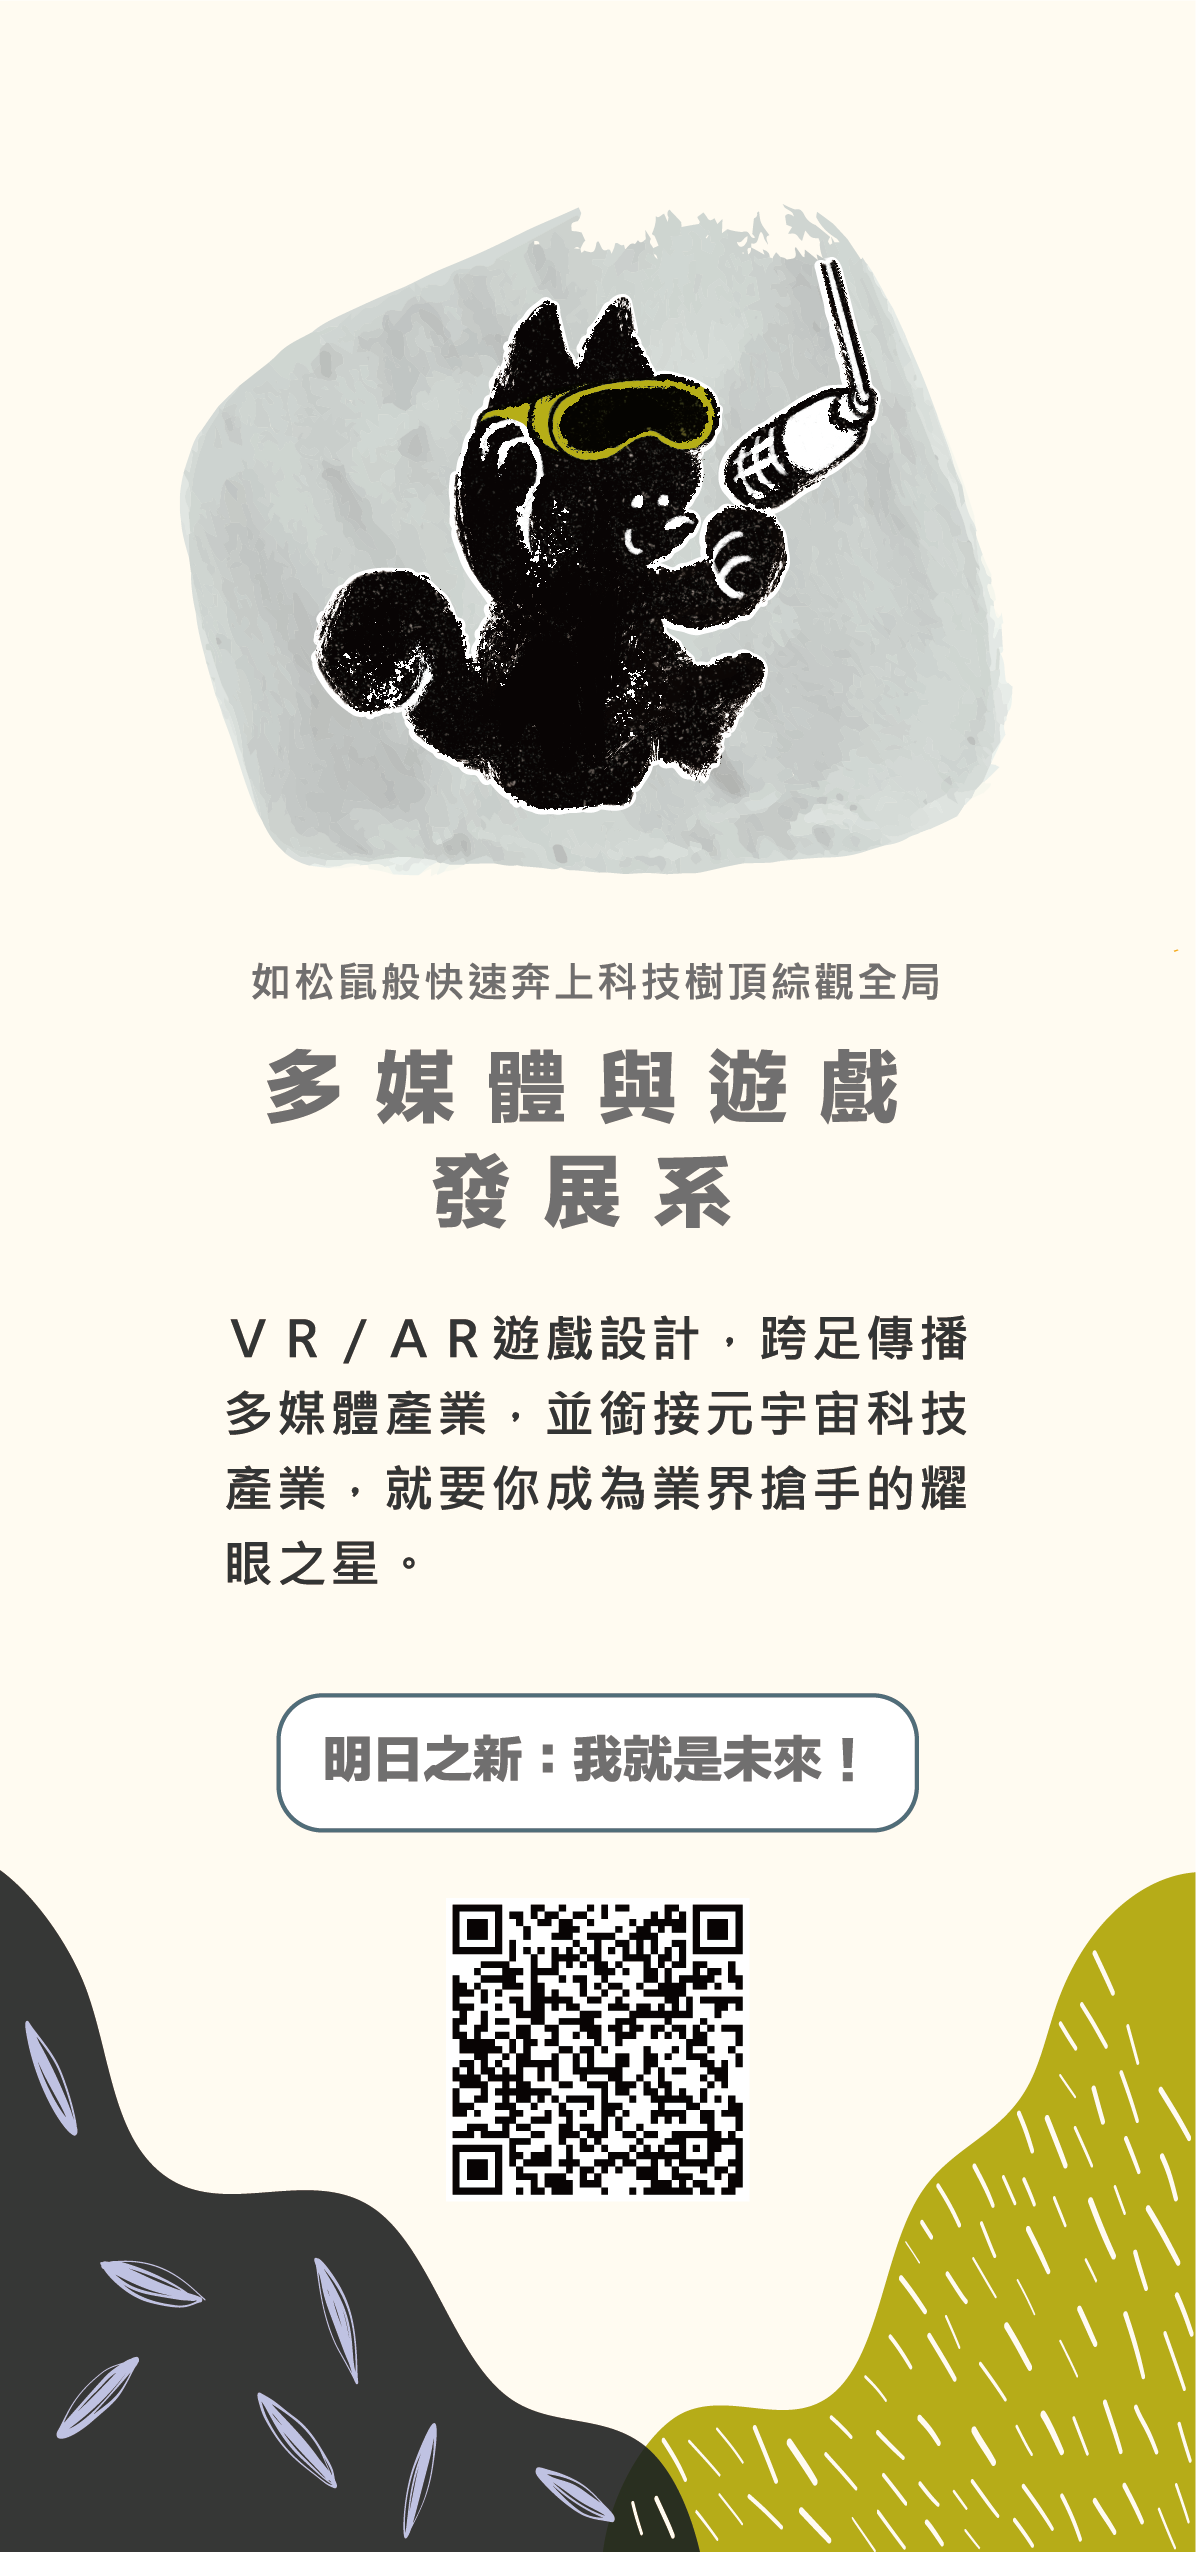 如松鼠般快速奔上科技樹頂綜觀全局
多媒體與遊戲
發展系
VR/AR遊戲設計，跨足傳播
多媒體產業，並銜接元宇宙科技
產業，就要你成為業界搶手的耀
眼之星。
明日之新：我就是未來！